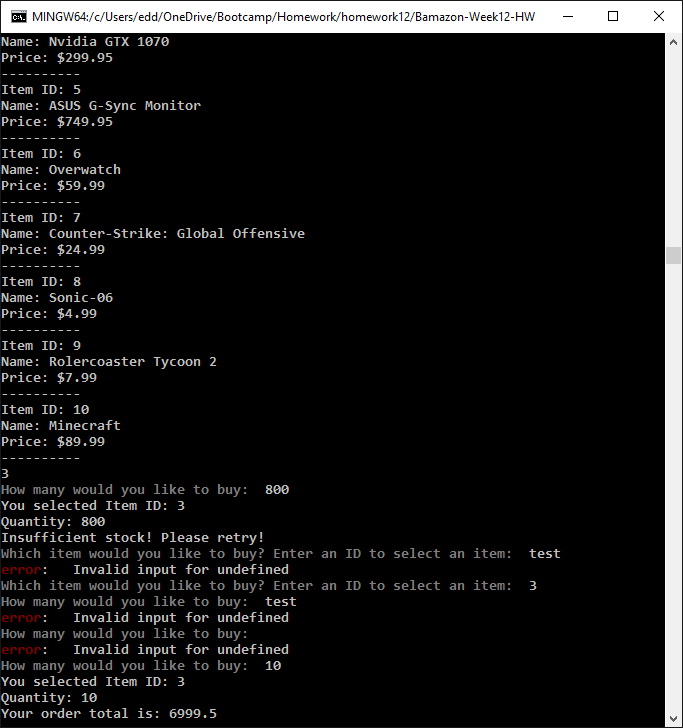 MINGW64:/c/Users/edd/OneDrive/Bootcamp/Homework/homework12/Bamazon-Week12-HW
Name: Nvidia GTX 1070
Price: $299.95
----------
Item ID: 5
Name: ASUS G-Sync Monitor
Price: $749.95
----------
Item ID: 6
Name: Overwatch
Price: $59.99
----------
Item ID: 7
Name: Counter-Strike: Global Offensive
Price: $24.99
----------
Item ID: 8
Name: Sonic-06
Price: $4.99
----------
Item ID: 9
Name: Rolercoaster Tycoon 2
Price: $7.99
----------
Item ID: 10
Name: Minecraft
Price: $89.99
----------
3
How many would you like to buy:  800
You selected Item ID: 3
Quantity: 800
Insufficient stock! Please retry!
Which item would you like to buy? Enter an ID to select an item:  test
error:   Invalid input for undefined
Which item would you like to buy? Enter an ID to select an item:  3
How many would you like to buy:  test
error:   Invalid input for undefined
How many would you like to buy:
error:   Invalid input for undefined
How many would you like to buy:  10
You selected Item ID: 3
Quantity: 10
Your order total is: 6999.5